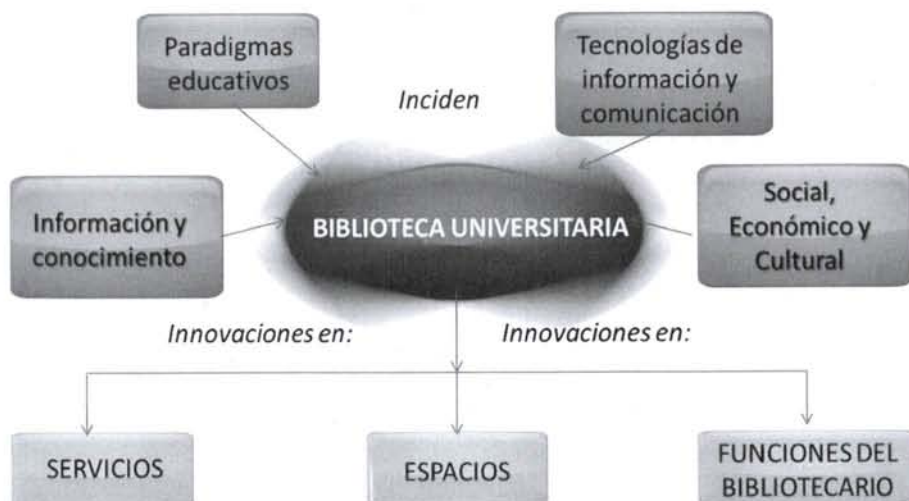 Paradigmas
educativos
Tecnologías de
información y
comunicación
Inciden
Información y
conocimiento
BIBLIOTECA UNIVERSITARIA
Social,
Económico y
Cultural
Innovaciones en:
Innovaciones en:
SERVICIOS
ESPACIOS
FUNCIONES DEL
BIBLIOTECARIO